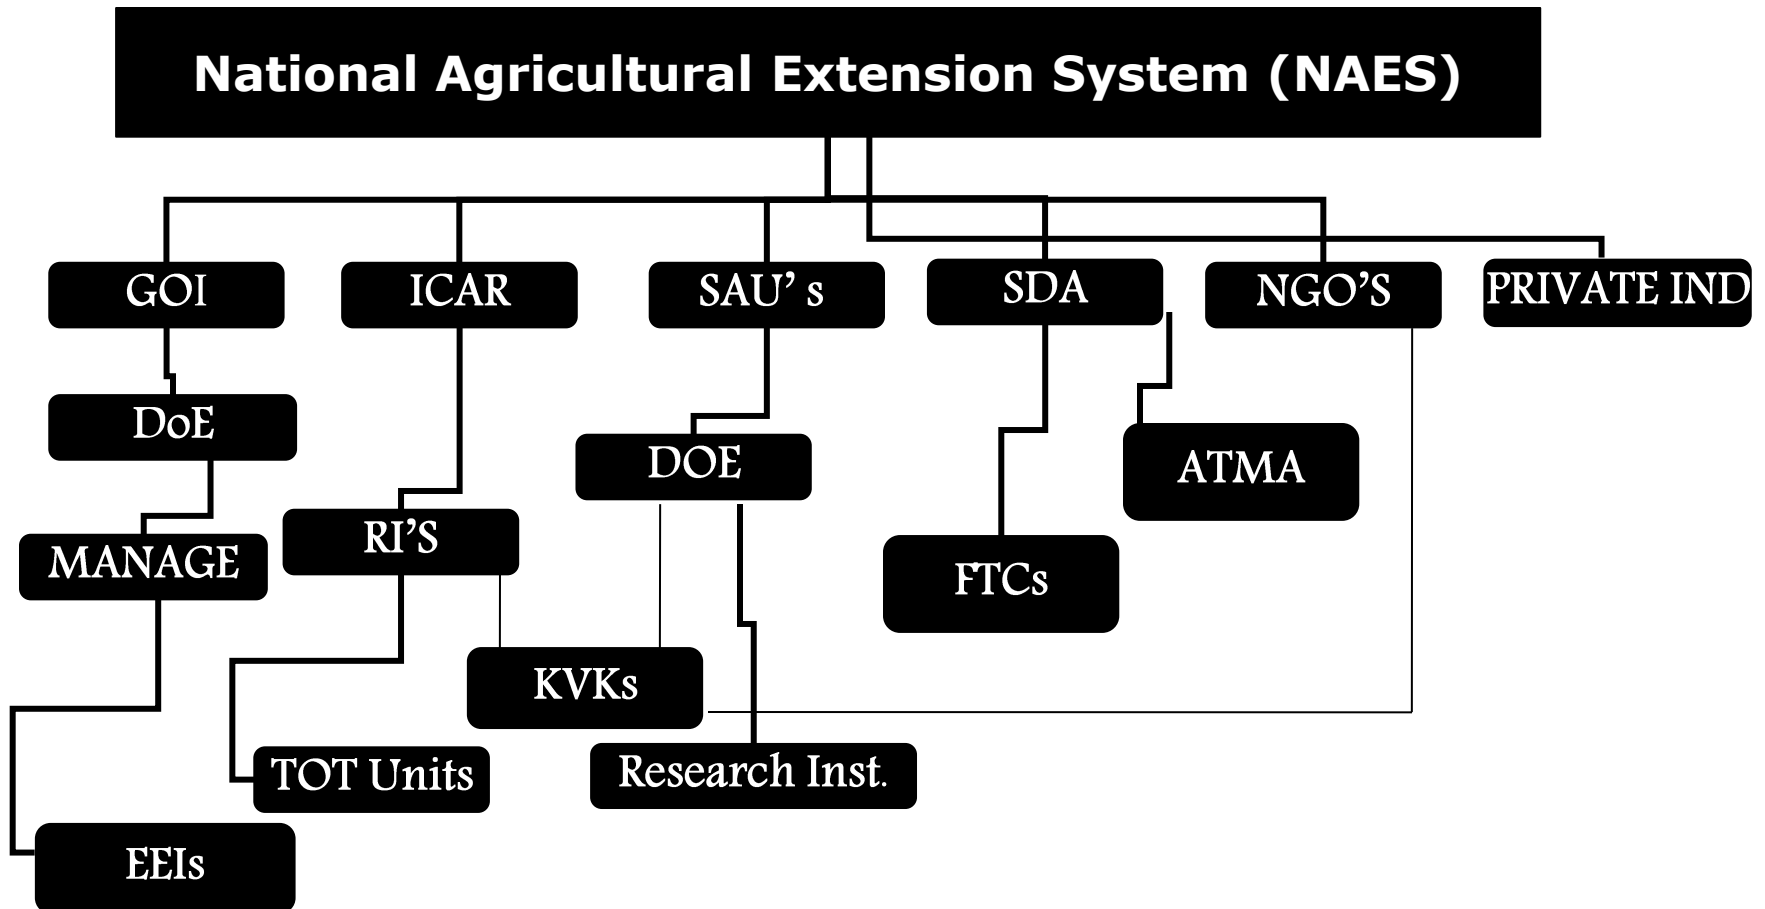 National Agricultural Extension System (NAES)
GOI
ICAR
SAU’ s
SDA
NGO’S
PRIVATE IND
DoE
DOE
ATMA
MANAGE
RI’S
FTCs
KVKs
TOT Units
Research Inst.
EEIs